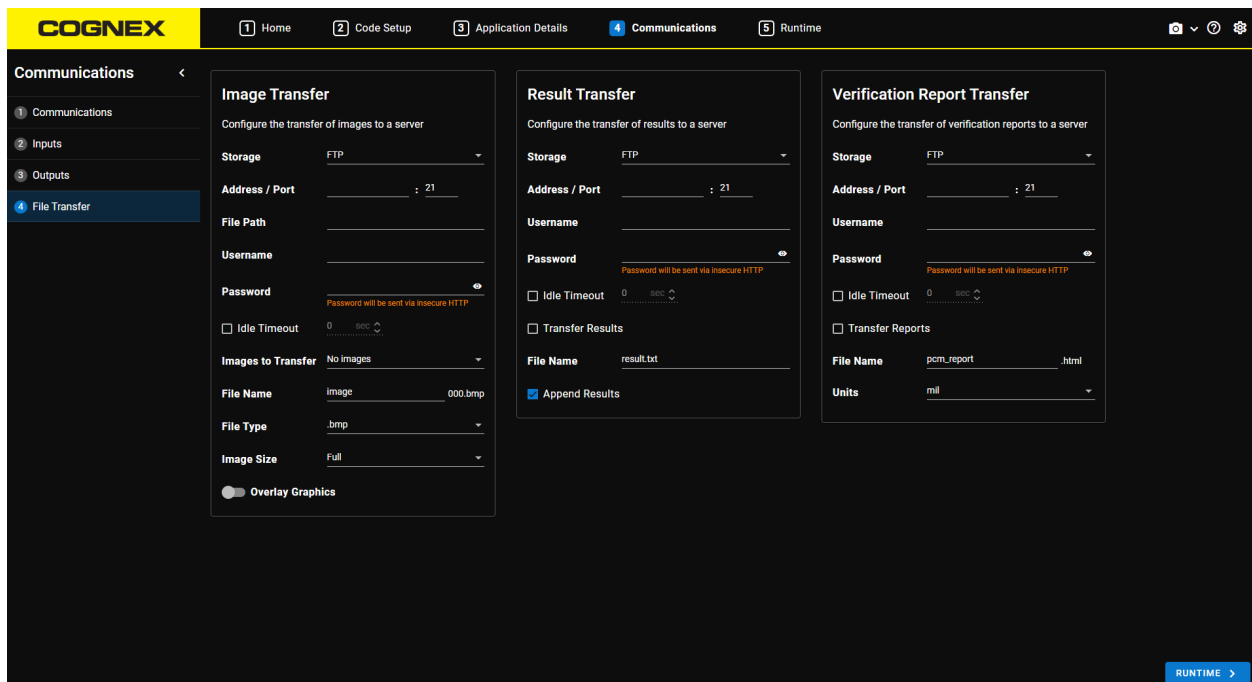 COGNEX
1 Home
2 Code Setup
3 Application Details
4 Communications
5 Runtime
Communications
1 Communications
2 Inputs
3 Outputs
4 File Transfer
Image Transfer
Configure the transfer of images to a server
Storage FTP
Address / Port : 21
File Path
Username
Password
Password will be sent via insecure HTTP
Idle Timeout 0 sec
Images to Transfer No images
File Name image 000.bmp
File Type .bmp
Image Size Full
Overlay Graphics
Result Transfer
Configure the transfer of results to a server
Storage FTP
Address / Port : 21
Username
Password
Password will be sent via insecure HTTP
Idle Timeout 0 sec
Transfer Results
File Name result.txt
Append Results
Verification Report Transfer
Configure the transfer of verification reports to a server
Storage FTP
Address / Port : 21
Username
Password
Password will be sent via insecure HTTP
Idle Timeout 0 sec
Transfer Reports
File Name pcm_report .html
Units mil
RUNTIME